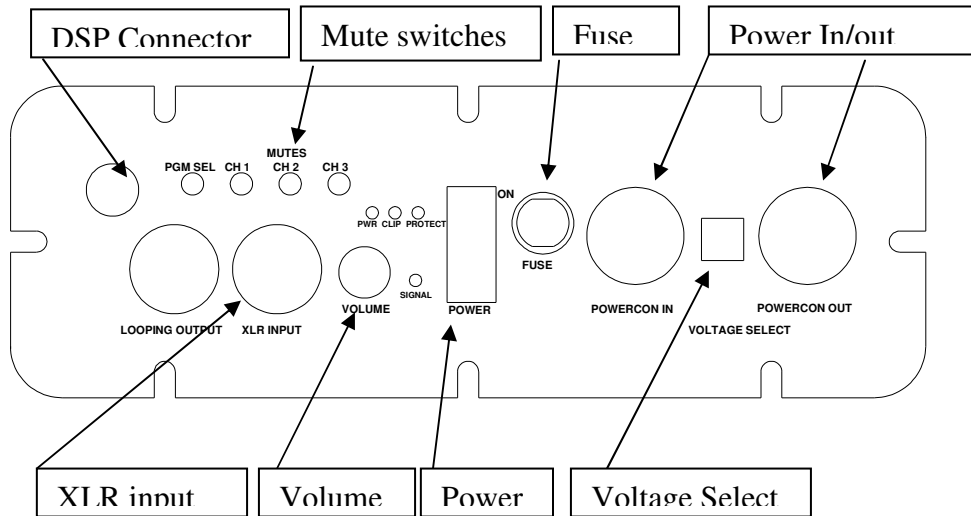 DSP Connector
Mute switches
Fuse
Power In/out
MUTES
PGM SEL
CH 1
CH 2
CH 3
ON
PWR
CLIP
PROTECT
FUSE
SIGNAL
VOLUME
POWER
POWERCON IN
POWERCON OUT
LOOPING OUTPUT
XLR INPUT
VOLTAGE SELECT
XLR input
Volume
Power
Voltage Select